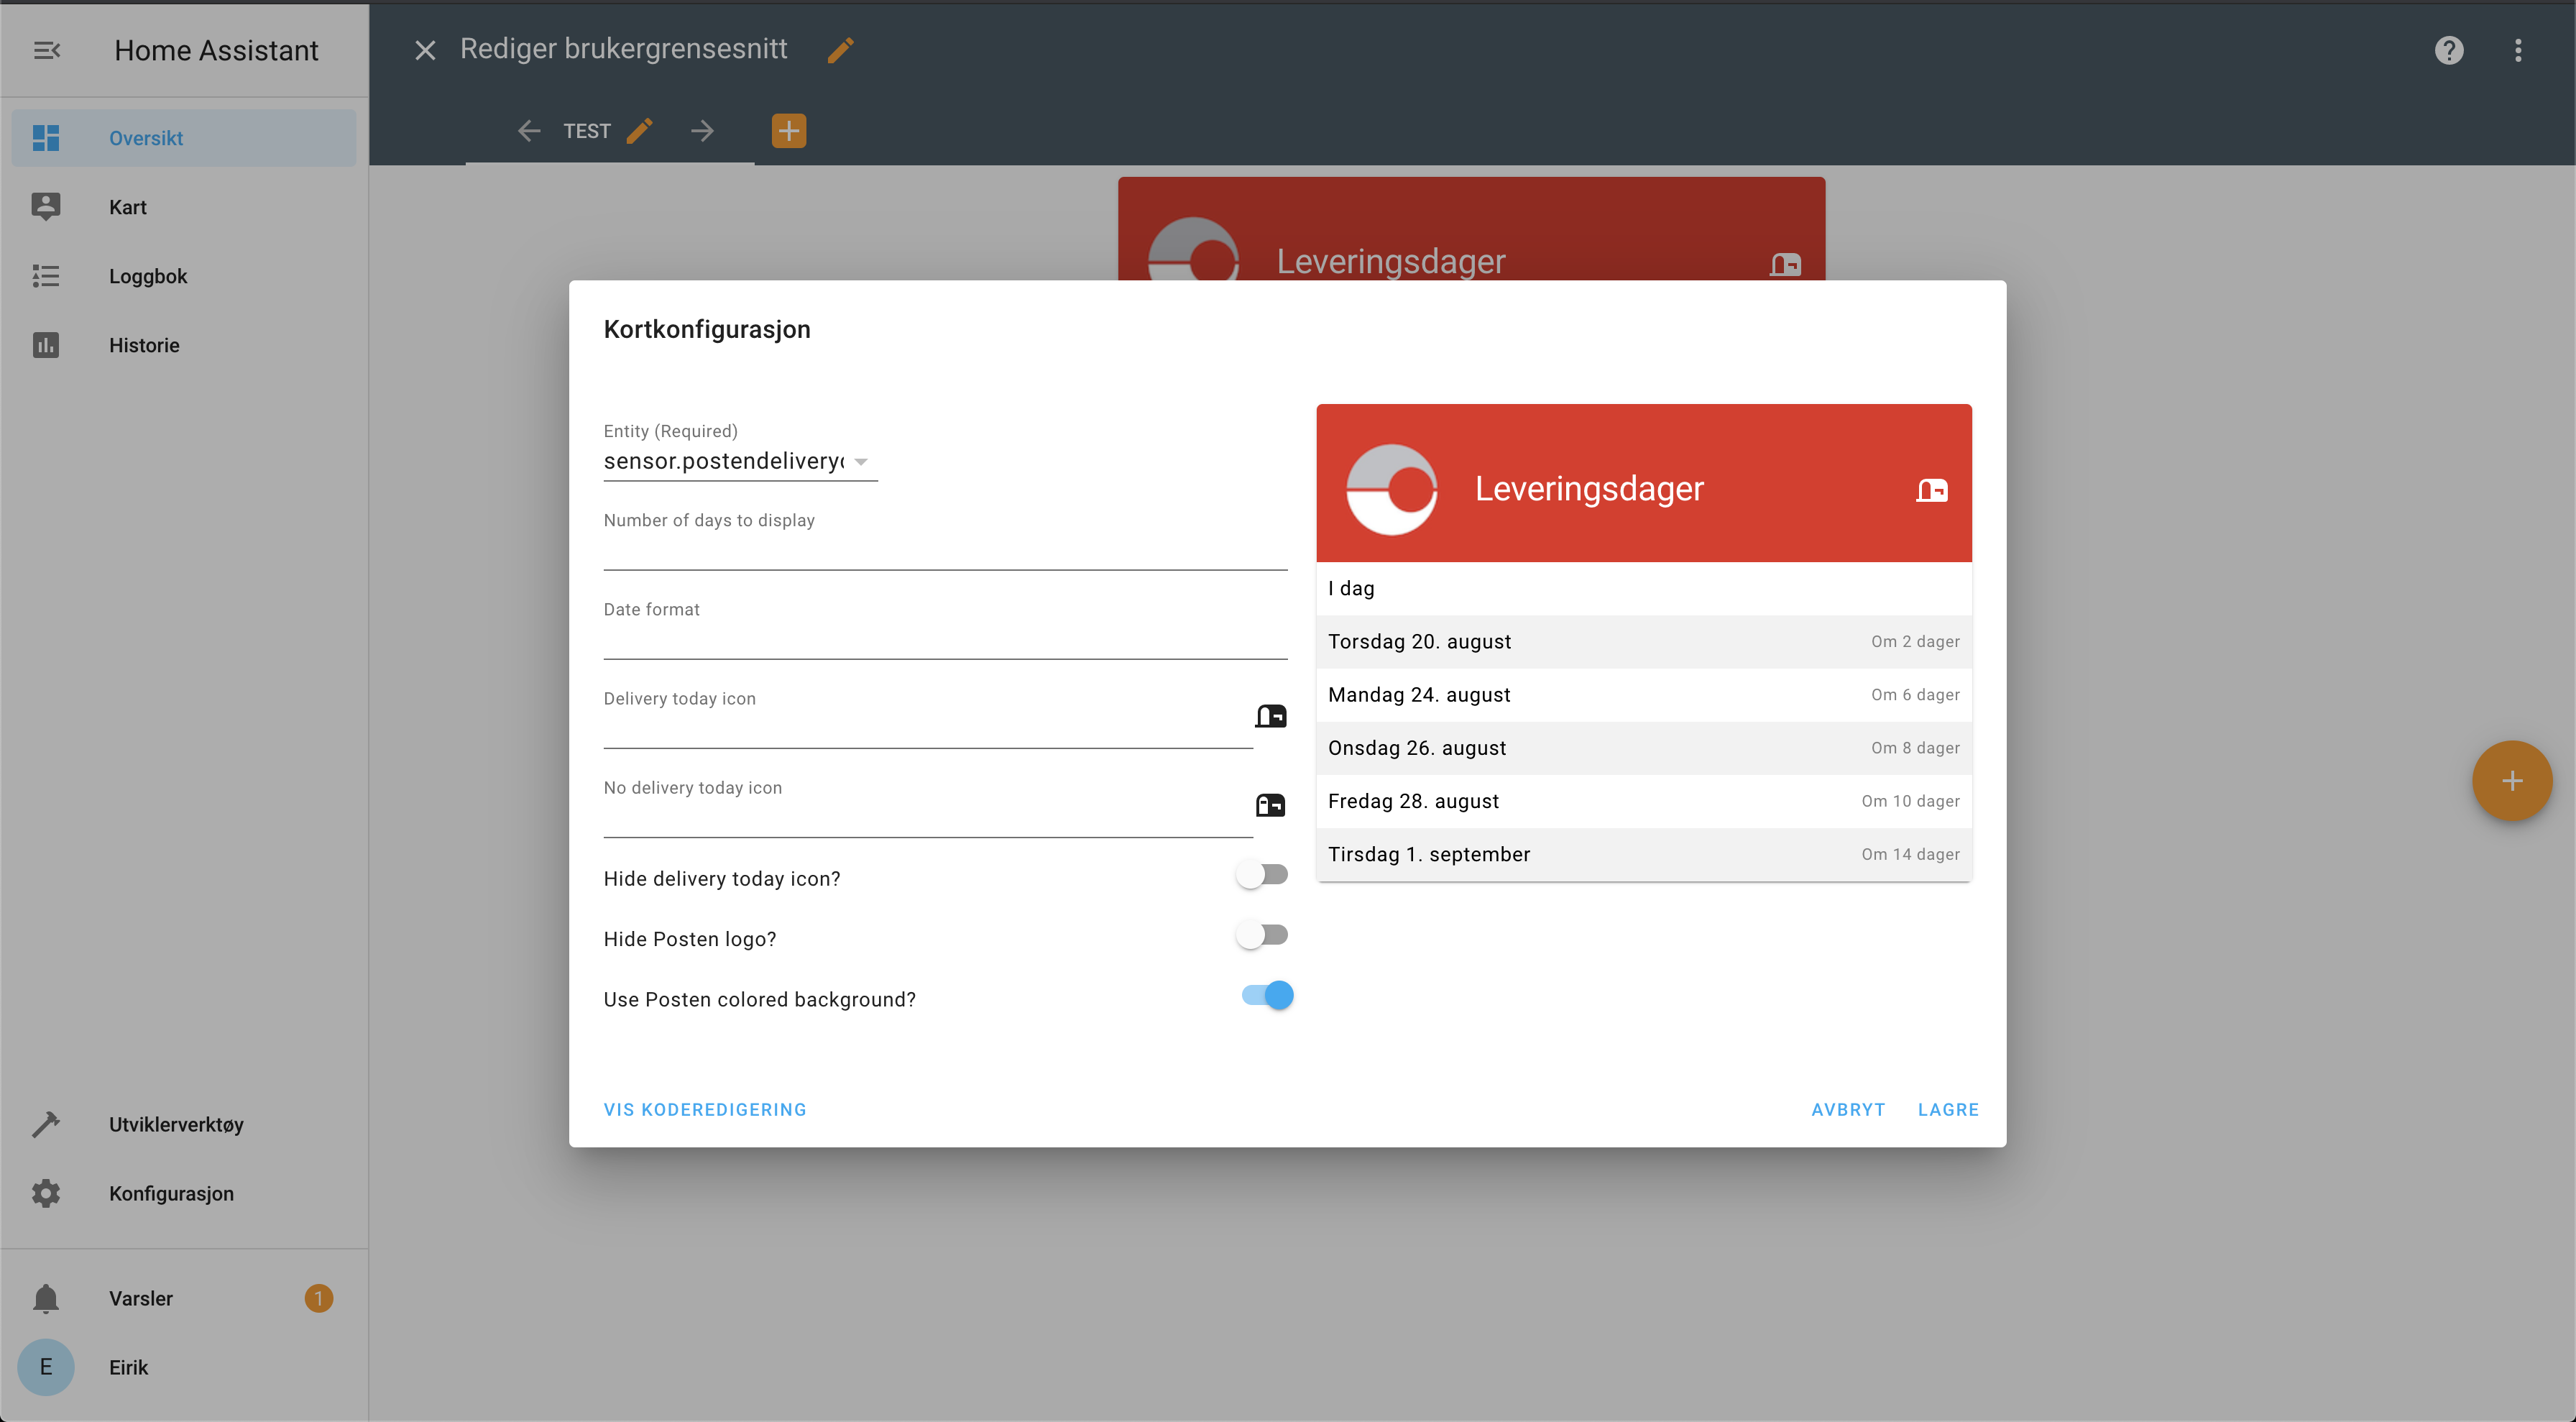 Home Assistant
Rediger brukergrensesnitt
Oversikt
TEST
Kart
Loggbok
Historie
Leveringsdager
Kortkonfigurasjon
Entity (Required)
Number of days to display
Date format
Delivery today icon
No delivery today icon
Hide delivery today icon?
Hide Posten logo?
Use Posten colored background?
Leveringsdager
I dag
Torsdag 20. august Om 2 dager
Mandag 24. august Om 6 dager
Onsdag 26. august Om 8 dager
Fredag 28. august Om 10 dager
Tirsdag 1. september Om 14 dager
VIS KODEREDIGERING
AVBRYT LAGRE
Utviklerverktøy
Konfigurasjon
Varsler 1
E Eirik